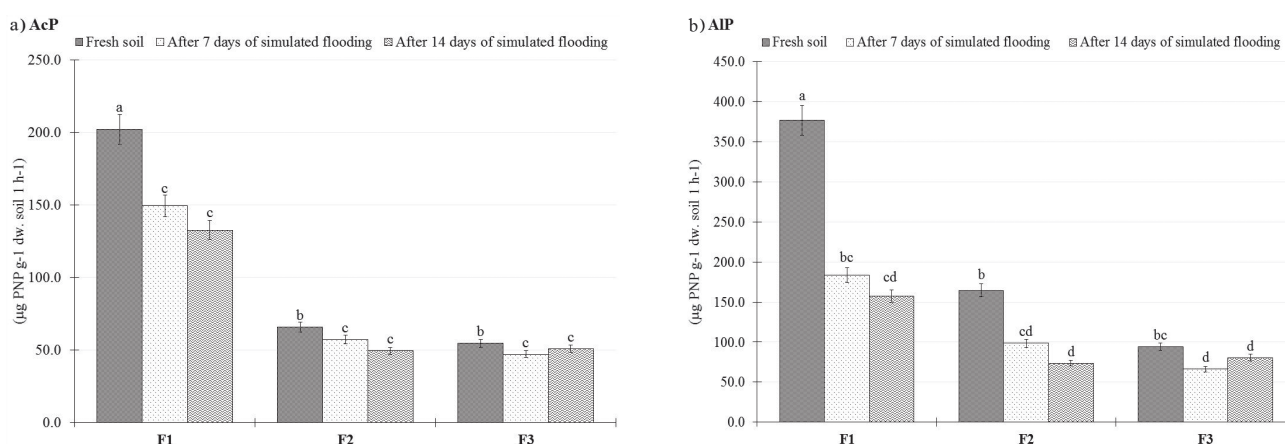 a) AcP
Fresh soil After 7 days of simulated flooding After 14 days of simulated flooding
250.0
200.0
150.0
100.0
50.0
0.0
(µg PNP g-1 dw. soil 1 h-1)
a
c
c
b
c
c
b
c
c
F1 F2 F3
b) AlP
Fresh soil After 7 days of simulated flooding After 14 days of simulated flooding
450.0
400.0
350.0
300.0
250.0
200.0
150.0
100.0
50.0
0.0
(µg PNP g-1 dw. soil 1 h-1)
a
bc
cd
b
cd
d
bc
d
d
F1 F2 F3